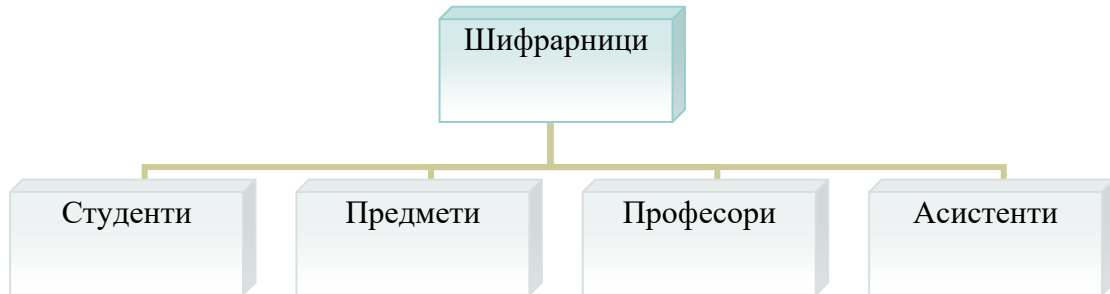 Шифрарници
Студенти
Предмети
Професори
Асистенти